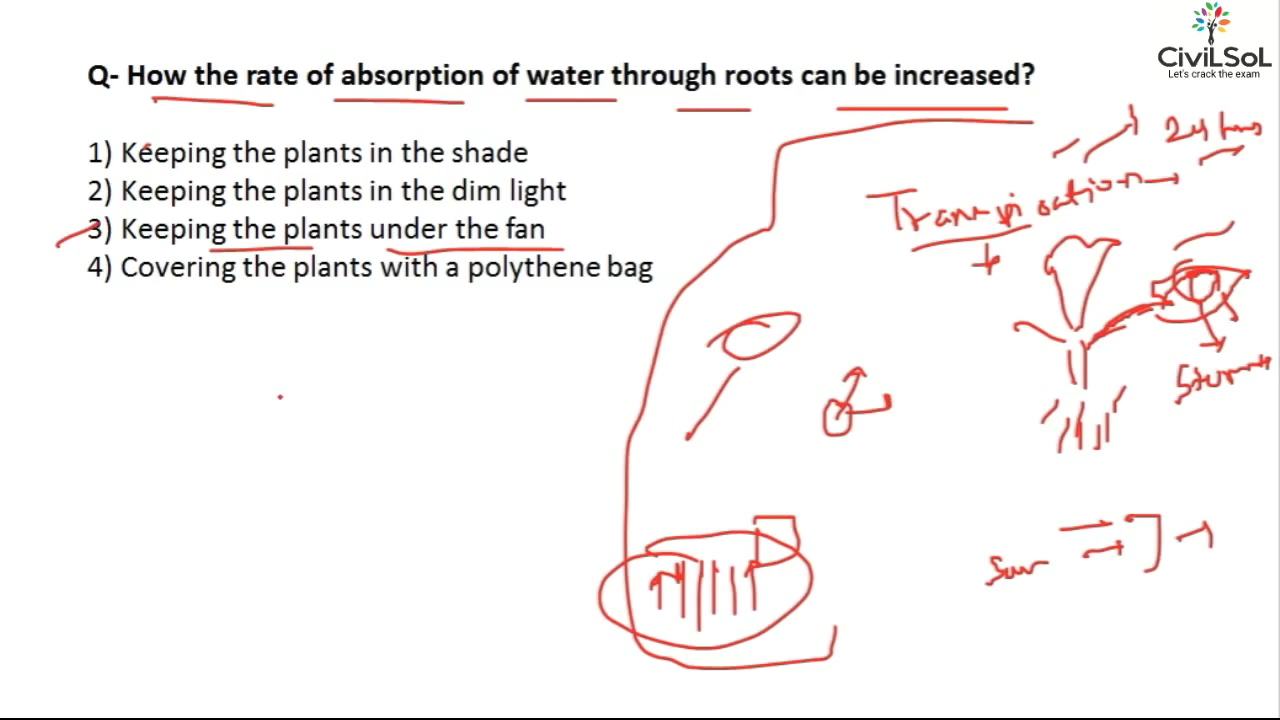 CiViLSoL
Let's crack the exam
Q- How the rate of absorption of water through roots can be increased?
1) Keeping the plants in the shade
2) Keeping the plants in the dim light
3) Keeping the plants under the fan
4) Covering the plants with a polythene bag
Transpiration
Sun